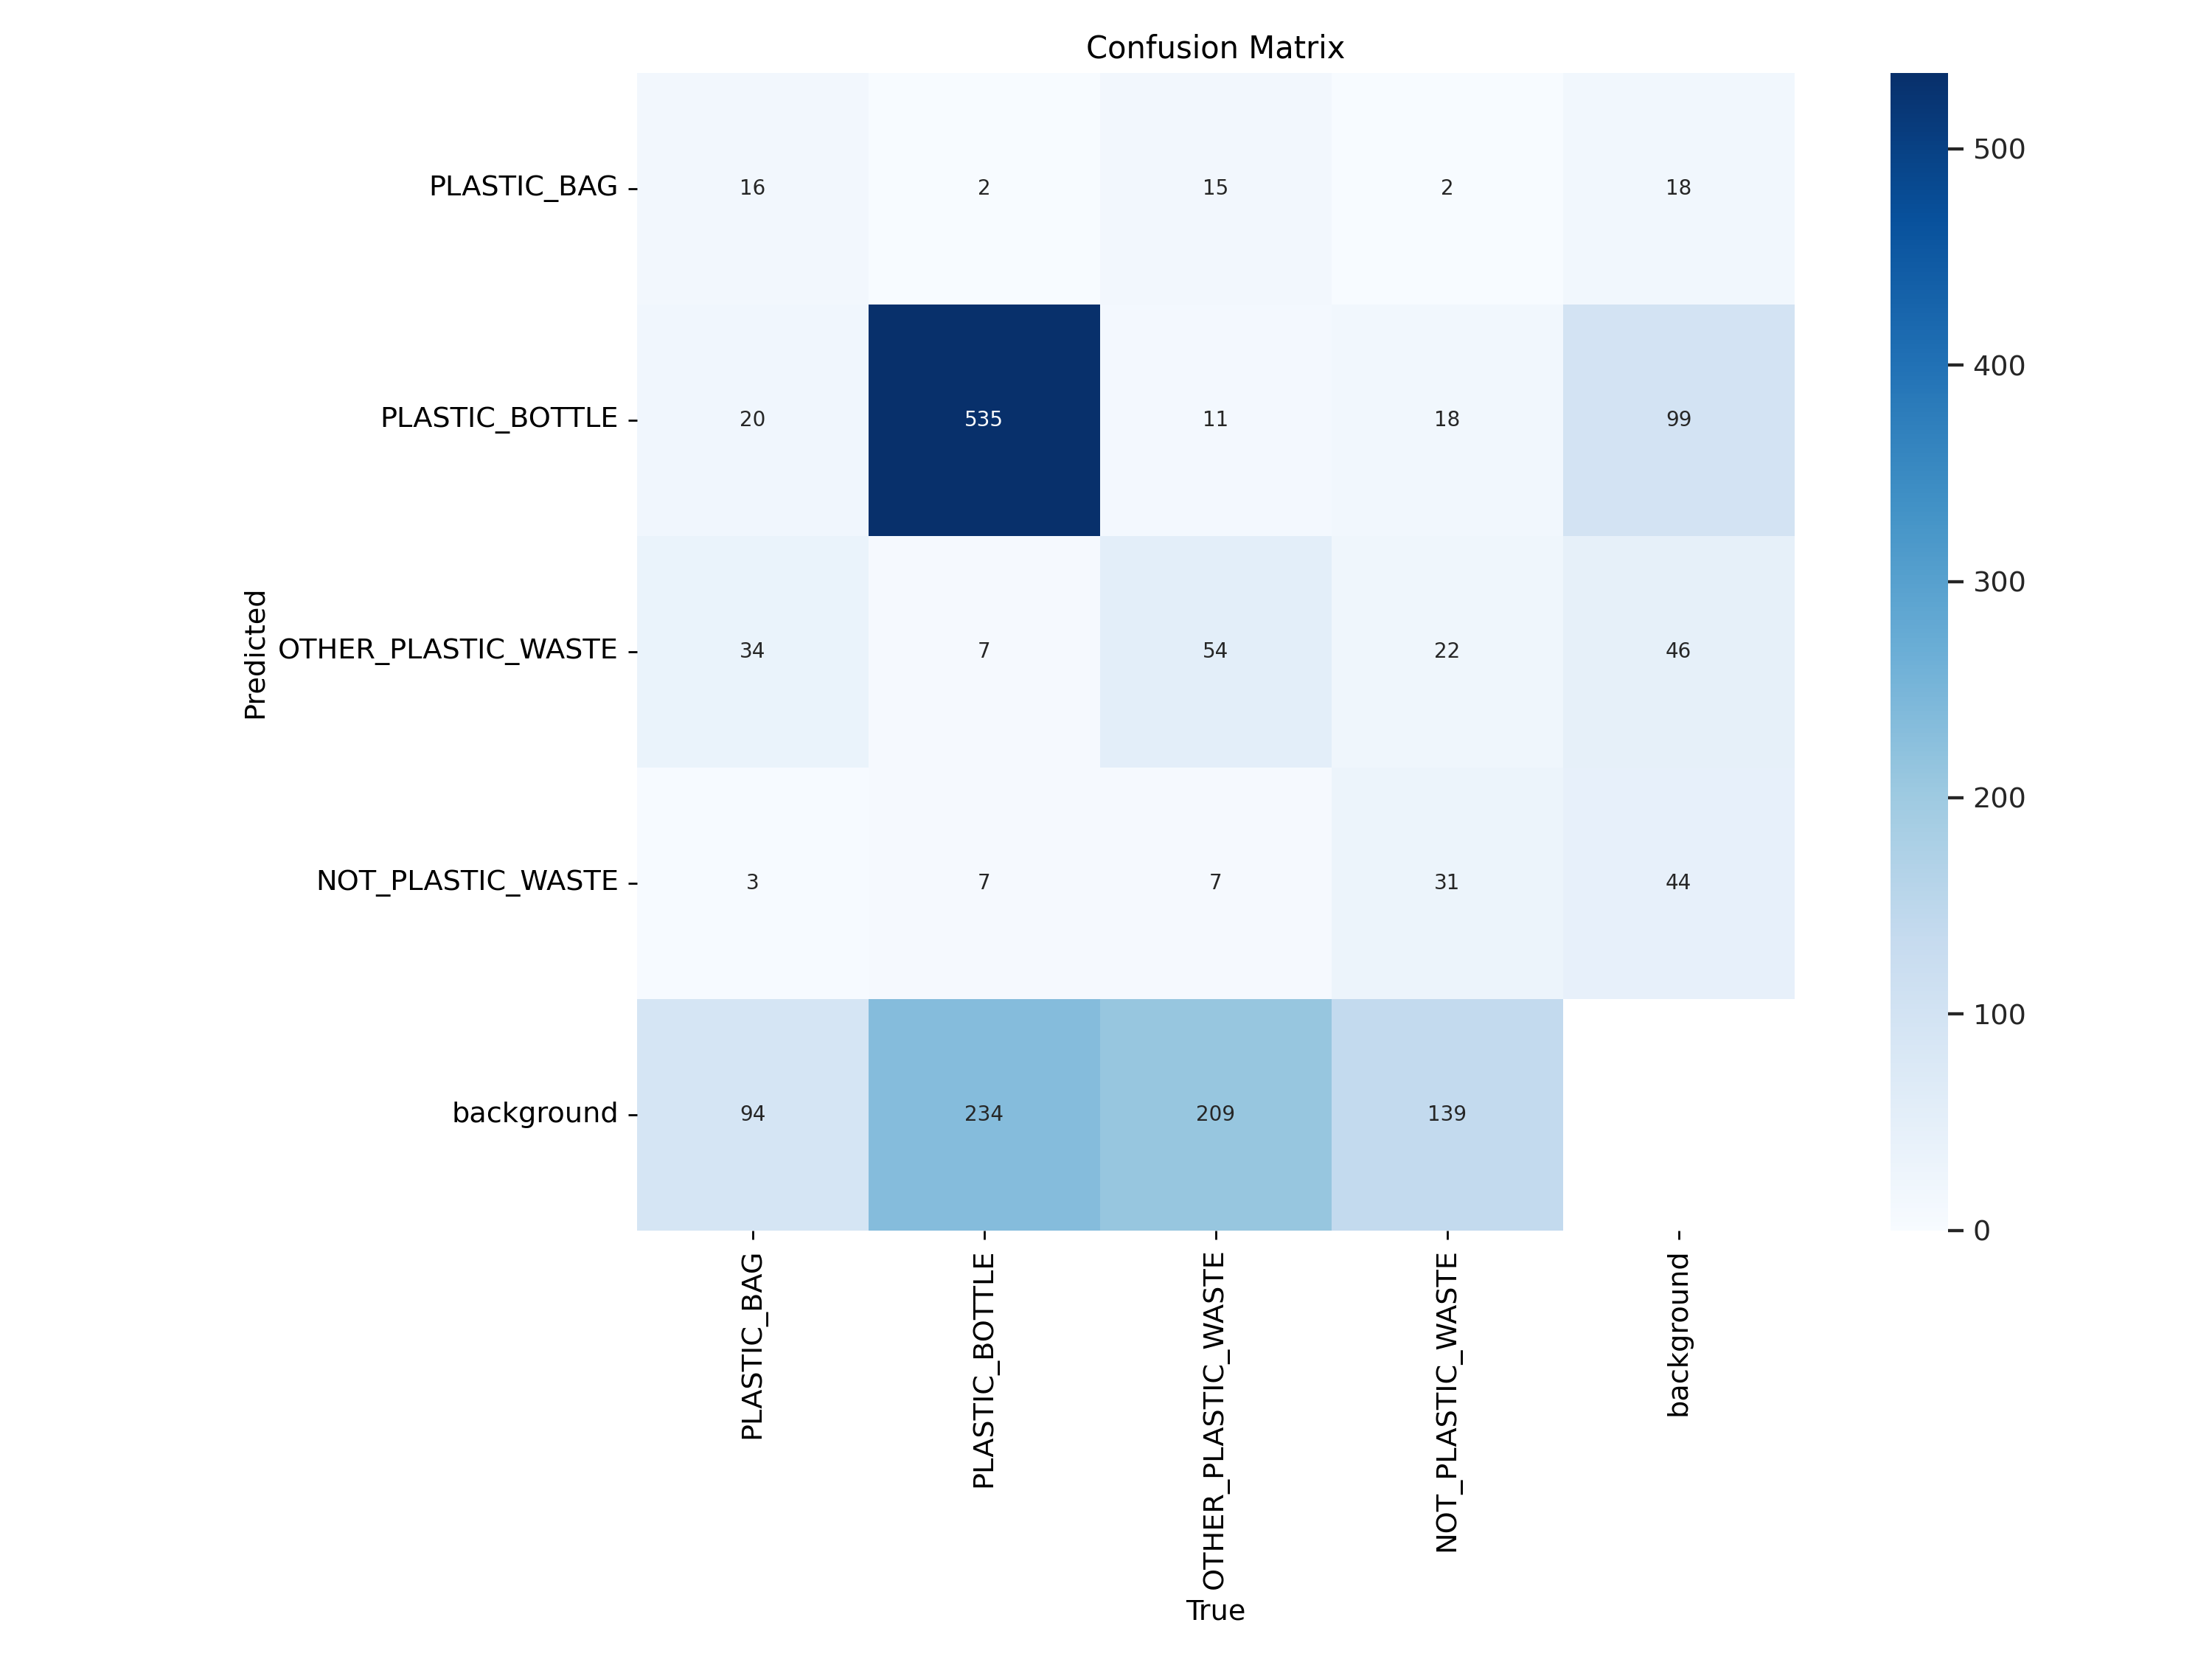 Confusion Matrix
PLASTIC_BAG 16 2 15 2 18
PLASTIC_BOTTLE 20 535 11 18 99
OTHER_PLASTIC_WASTE 34 7 54 22 46
NOT_PLASTIC_WASTE 3 7 7 31 44
background 94 234 209 139
Predicted
PLASTIC_BAG
PLASTIC_BOTTLE
OTHER_PLASTIC_WASTE
NOT_PLASTIC_WASTE
background
True
500
400
300
200
100
0